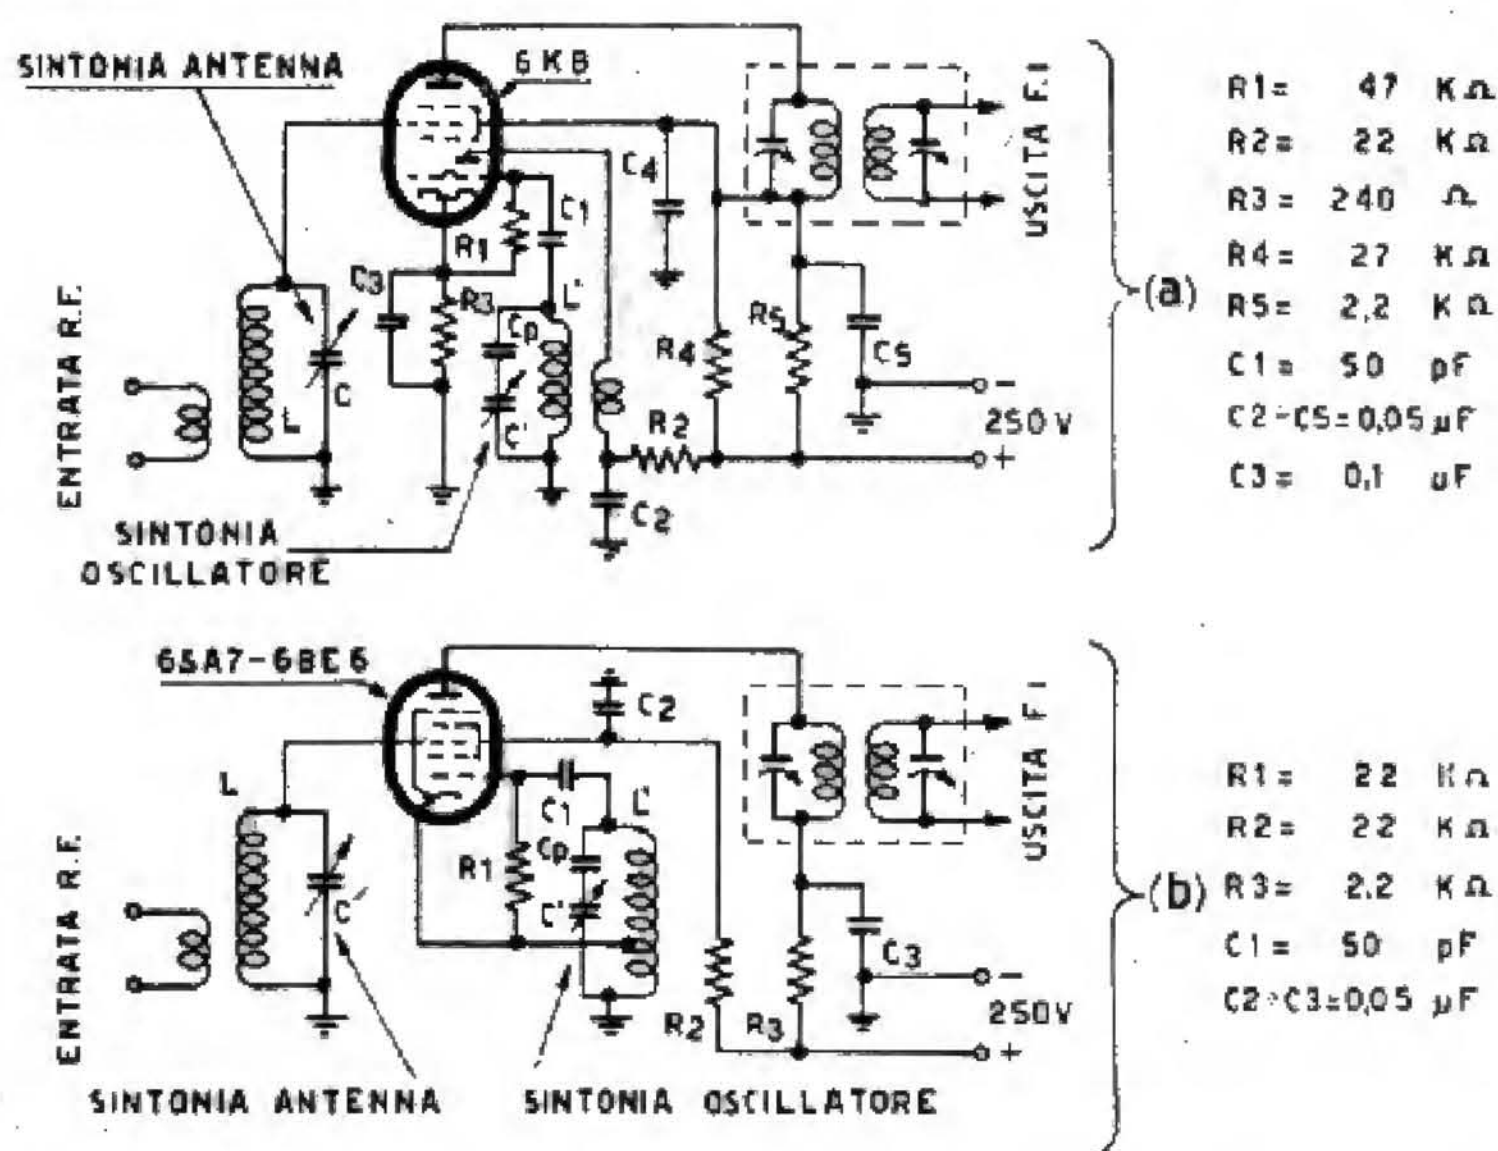 SINTONIA ANTENNA
6K8
C4
C1
R1
C3
R3
L'
Cp
C'
C
L
R4
R5
C5
R2
C2
-
250 V
+
ENTRATA R.F.
USCITA F.I.
SINTONIA
OSCILLATORE
(a)
R1= 47 KΩ
R2= 22 KΩ
R3= 240 Ω
R4= 27 KΩ
R5= 2,2 KΩ
C1= 50 pF
C2-C5=0,05 µF
C3= 0,1 µF
6SA7-6BE6
C2
L
C1
L'
Cp
R1
C'
C
C3
R2
R3
-
250V
+
ENTRATA R.F.
USCITA F.I
SINTONIA ANTENNA
SINTONIA OSCILLATORE
(b)
R1= 22 KΩ
R2= 22 KΩ
R3= 2.2 KΩ
C1= 50 pF
C2-C3=0,05 µF